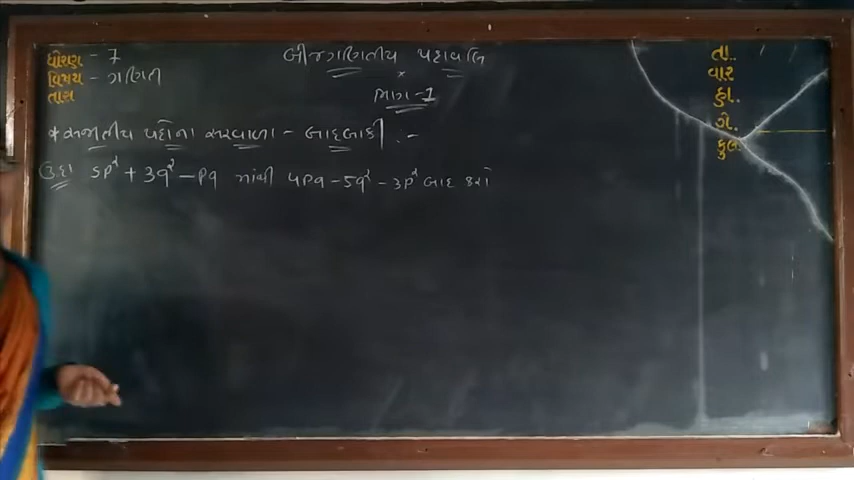 ધોરણ - 7
વિષય - ગણિત
તાસ
બીજગણિતીય પદાવલિ
ભાગ-1
* સજાતીય પદોના સરવાળા - બાદબાકી :-
ઉદા 5p² + 3q² - pq માંથી 4pq - 5q² - 3p² બાદ કરો
તા..
વાર
હા..
ગે..
કુલ.